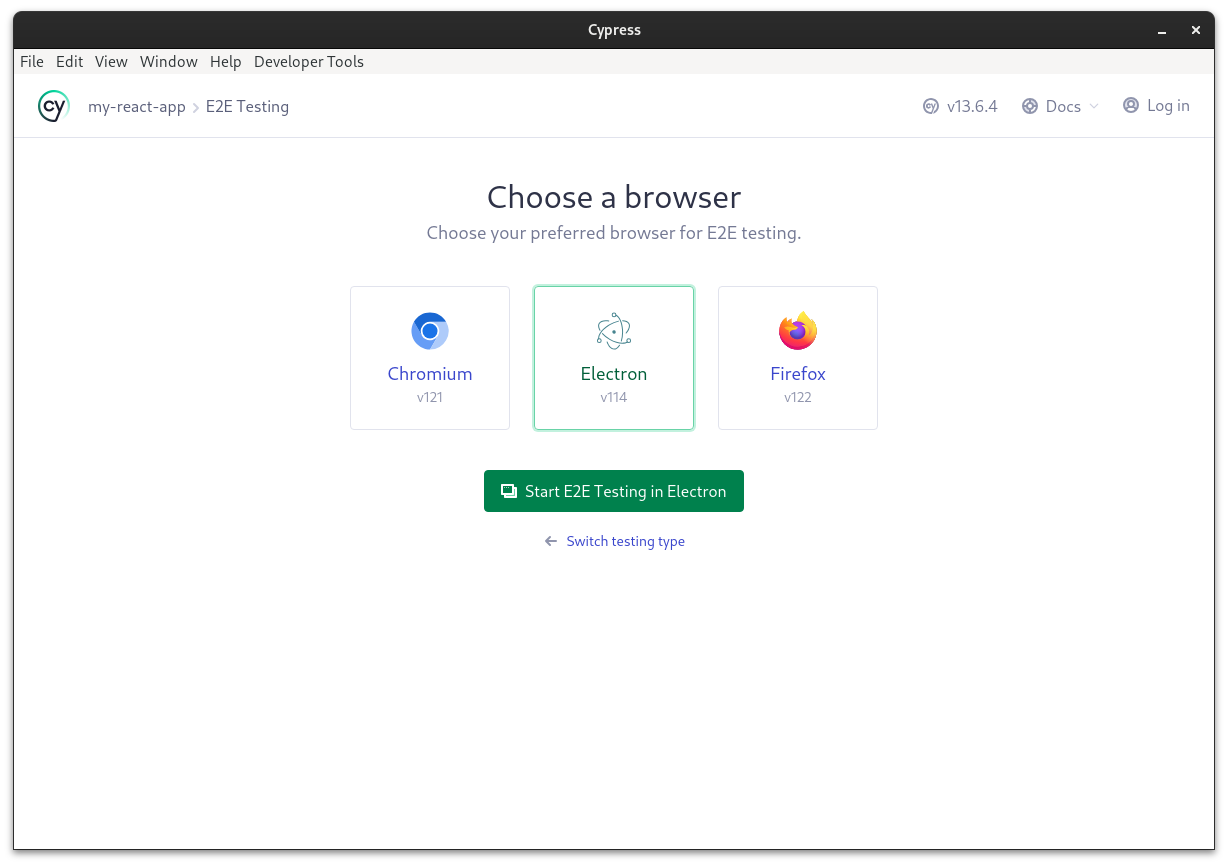 Cypress
File Edit View Window Help Developer Tools
cy my-react-app E2E Testing cy v13.6.4 Docs Log in
Choose a browser
Choose your preferred browser for E2E testing.
Chromium Electron Firefox
v121 v114 v122
Start E2E Testing in Electron
Switch testing type